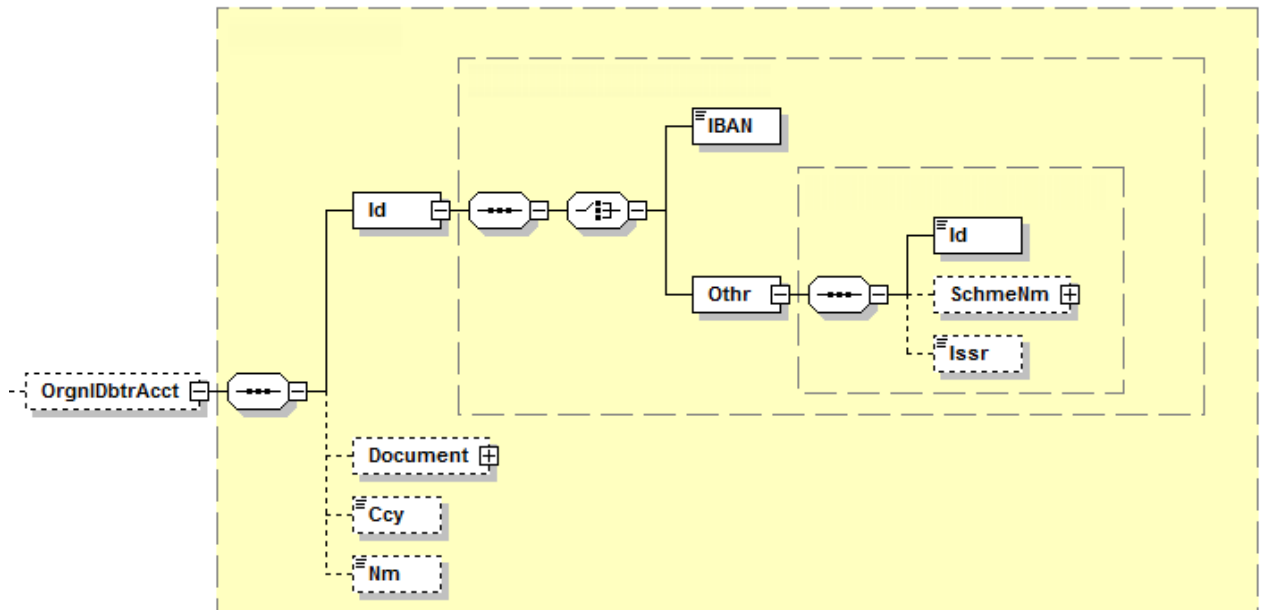 IBAN
Id
Id
Othr
SchmeNm
Issr
OrgnlDbtrAcct
Document
Ccy
Nm